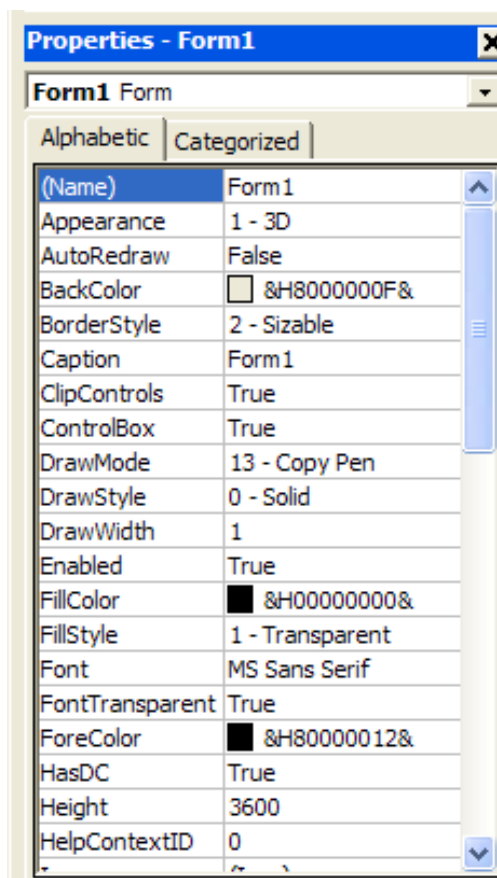 Properties - Form1
Form1 Form
Alphabetic Categorized
(Name) Form1
Appearance 1 - 3D
AutoRedraw False
BackColor &H8000000F&
BorderStyle 2 - Sizable
Caption Form1
ClipControls True
ControlBox True
DrawMode 13 - Copy Pen
DrawStyle 0 - Solid
DrawWidth 1
Enabled True
FillColor &H00000000&
FillStyle 1 - Transparent
Font MS Sans Serif
FontTransparent True
ForeColor &H80000012&
HasDC True
Height 3600
HelpContextID 0